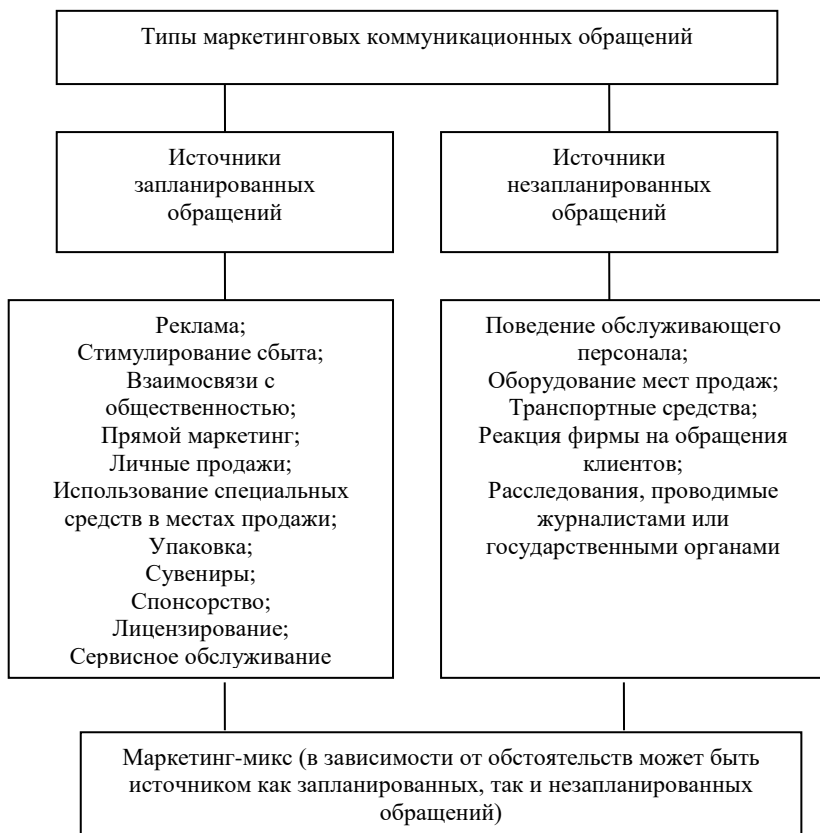 Типы маркетинговых коммуникационных обращений
Источники
запланированных
обращений
Источники
незапланированных
обращений
Реклама;
Стимулирование сбыта;
Взаимосвязи с
общественностью;
Прямой маркетинг;
Личные продажи;
Использование специальных
средств в местах продажи;
Упаковка;
Сувениры;
Спонсорство;
Лицензирование;
Сервисное обслуживание
Поведение обслуживающего
персонала;
Оборудование мест продаж;
Транспортные средства;
Реакция фирмы на обращения
клиентов;
Расследования, проводимые
журналистами или
государственными органами
Маркетинг-микс (в зависимости от обстоятельств может быть
источником как запланированных, так и незапланированных
обращений)